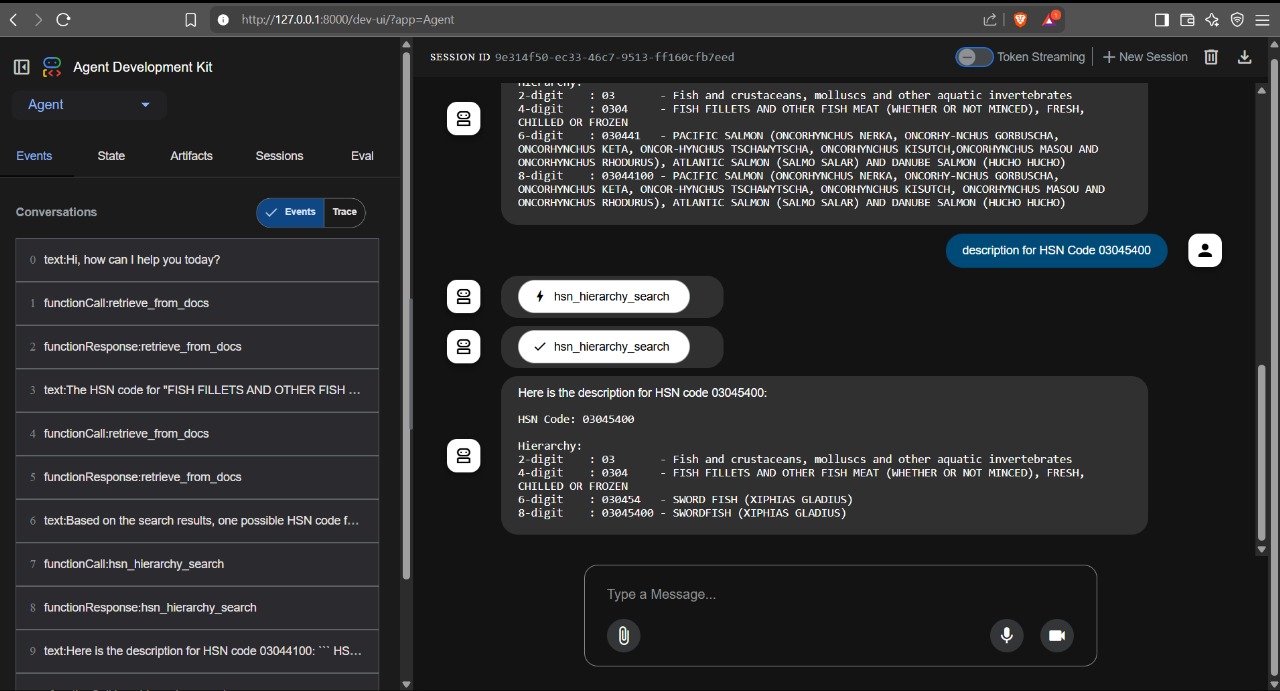 http://127.0.0.1:8000/dev-ui/?app=Agent
1
Agent Development Kit
Agent
Events State Artifacts Sessions Eval
Conversations
Events Trace
0 text:Hi, how can I help you today?
1 functionCall:retrieve_from_docs
2 functionResponse:retrieve_from_docs
3 text:The HSN code for "FISH FILLETS AND OTHER FISH ...
4 functionCall:retrieve_from_docs
5 functionResponse:retrieve_from_docs
6 text:Based on the search results, one possible HSN code f...
7 functionCall:hsn_hierarchy_search
8 functionResponse:hsn_hierarchy_search
9 text:Here is the description for HSN code 03044100: ``` HS...
SESSION ID 9e314f50-ec33-46c7-9513-ff160cfb7eed
Token Streaming
New Session
Hierarchy:
2-digit : 03 - Fish and crustaceans, molluscs and other aquatic invertebrates
4-digit : 0304 - FISH FILLETS AND OTHER FISH MEAT (WHETHER OR NOT MINCED), FRESH,
CHILLED OR FROZEN
6-digit : 030441 - PACIFIC SALMON (ONCORHYNCHUS NERKA, ONCORHY-NCHUS GORBUSCHA,
ONCORHYNCHUS KETA, ONCOR-HYNCHUS TSCHAWYTSCHA, ONCORHYNCHUS KISUTCH,ONCORHYNCHUS MASOU AND
ONCORHYNCHUS RHODURUS), ATLANTIC SALMON (SALMO SALAR) AND DANUBE SALMON (HUCHO HUCHO)
8-digit : 03044100 - PACIFIC SALMON (ONCORHYNCHUS NERKA, ONCORHY-NCHUS GORBUSCHA,
ONCORHYNCHUS KETA, ONCOR-HYNCHUS TSCHAWYTSCHA, ONCORHYNCHUS KISUTCH, ONCORHYNCHUS MASOU AND
ONCORHYNCHUS RHODURUS), ATLANTIC SALMON (SALMO SALAR) AND DANUBE SALMON (HUCHO HUCHO)
description for HSN Code 03045400
hsn_hierarchy_search
hsn_hierarchy_search
Here is the description for HSN code 03045400:
HSN Code: 03045400
Hierarchy:
2-digit : 03 - Fish and crustaceans, molluscs and other aquatic invertebrates
4-digit : 0304 - FISH FILLETS AND OTHER FISH MEAT (WHETHER OR NOT MINCED), FRESH,
CHILLED OR FROZEN
6-digit : 030454 - SWORD FISH (XIPHIAS GLADIUS)
8-digit : 03045400 - SWORDFISH (XIPHIAS GLADIUS)
Type a Message...